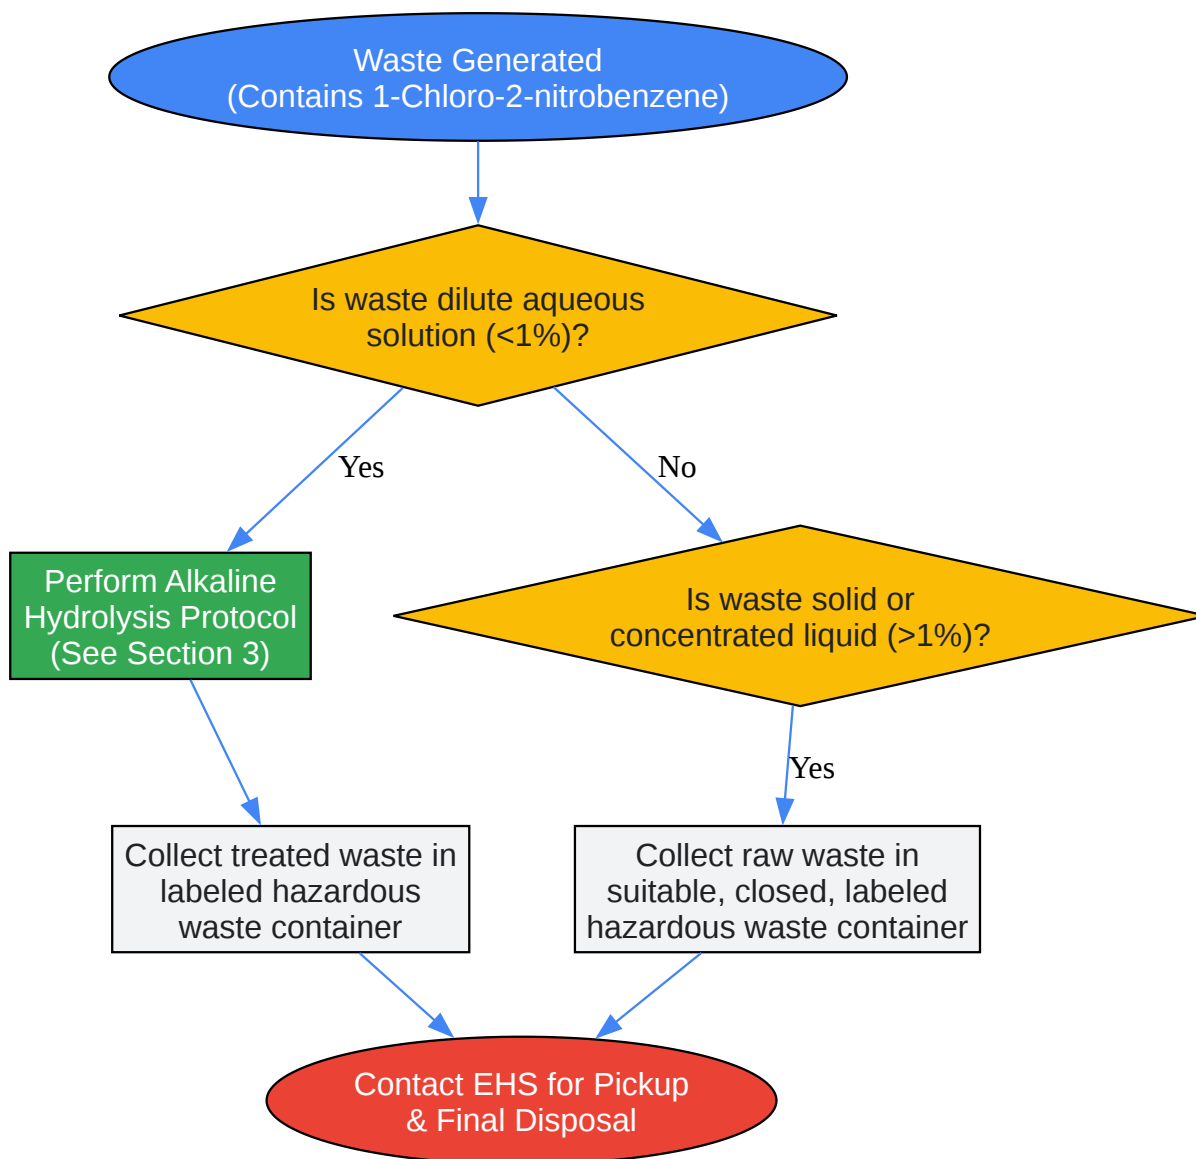 Waste Generated
(Contains 1-Chloro-2-nitrobenzene)
Is waste dilute aqueous
solution (<1%)?
Yes
No
Perform Alkaline
Hydrolysis Protocol
(See Section 3)
Is waste solid or
concentrated liquid (>1%)?
Yes
Collect treated waste in
labeled hazardous
waste container
Collect raw waste in
suitable, closed, labeled
hazardous waste container
Contact EHS for Pickup
& Final Disposal